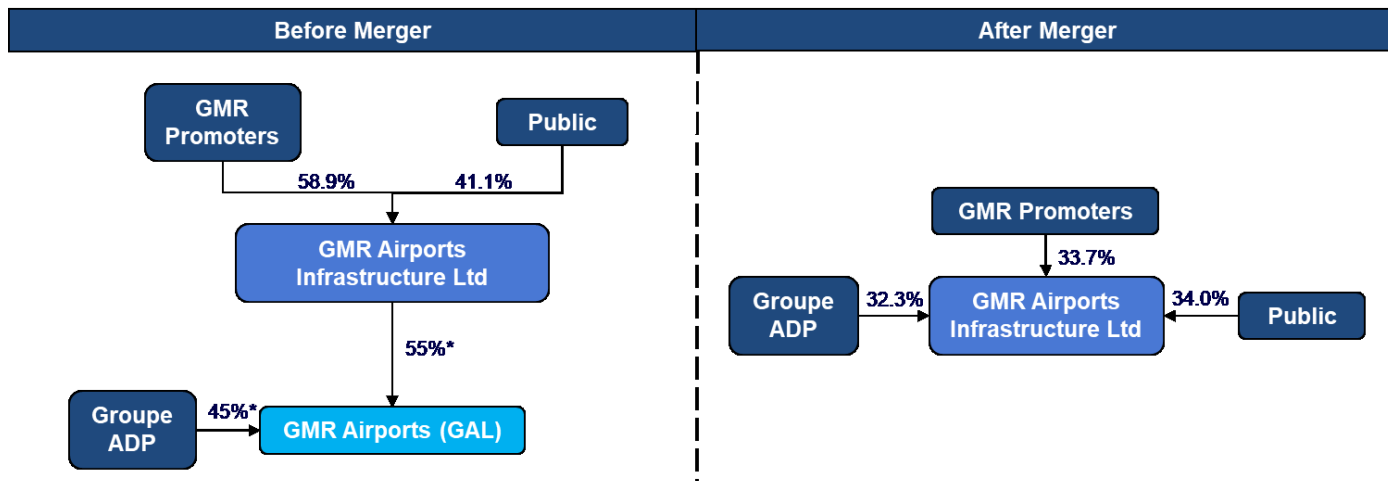 Before Merger
After Merger
GMR
Promoters
Public
58.9%
41.1%
GMR Airports
Infrastructure Ltd
55%*
Groupe
ADP
45%*
GMR Airports (GAL)
GMR Promoters
33.7%
Groupe
ADP
32.3%
GMR Airports
Infrastructure Ltd
34.0%
Public